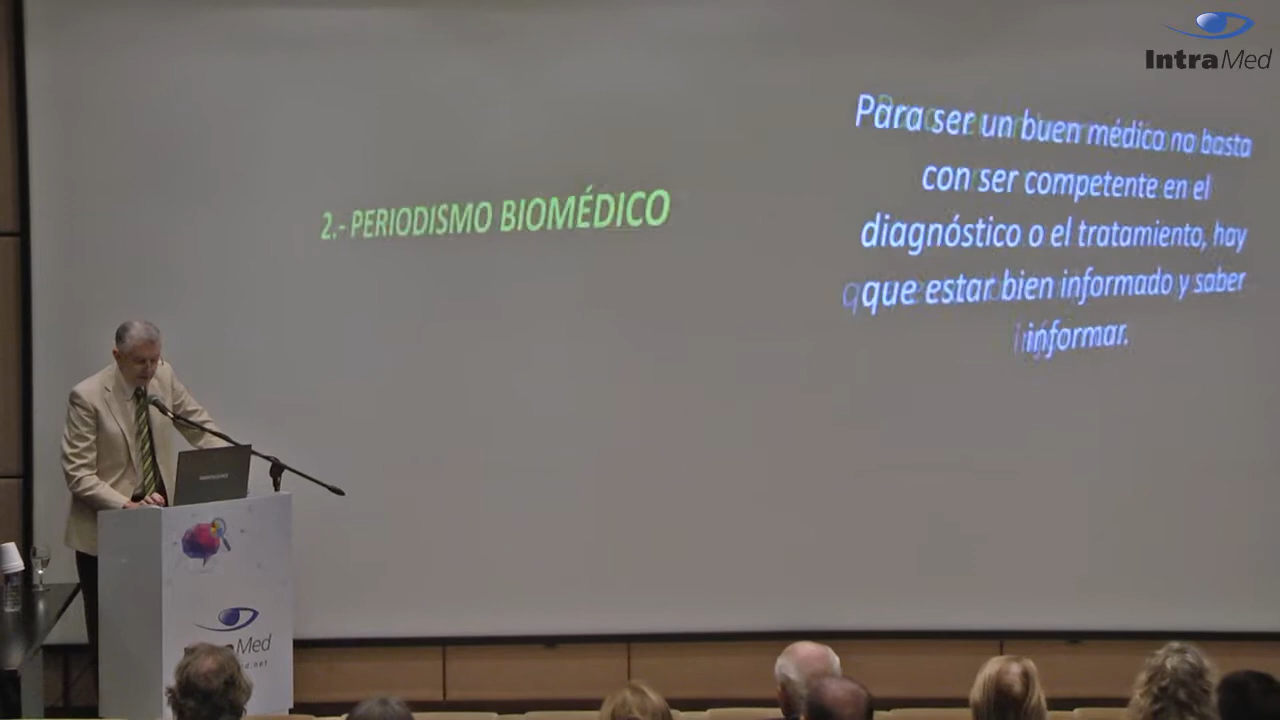 IntraMed
2.- PERIODISMO BIOMÉDICO
Para ser un buen médico no basta
con ser competente en el
diagnóstico o el tratamiento, hay
que estar bien informado y saber
informar.
Med